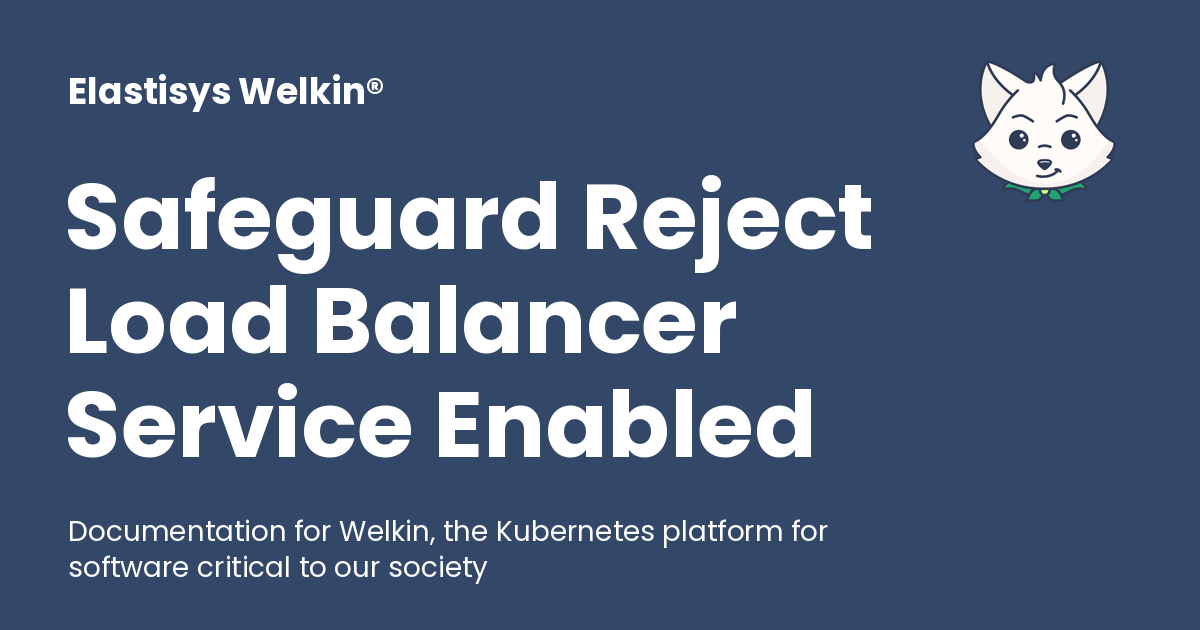 Elastisys Welkin®
Safeguard Reject
Load Balancer
Service Enabled
Documentation for Welkin, the Kubernetes platform for
software critical to our society